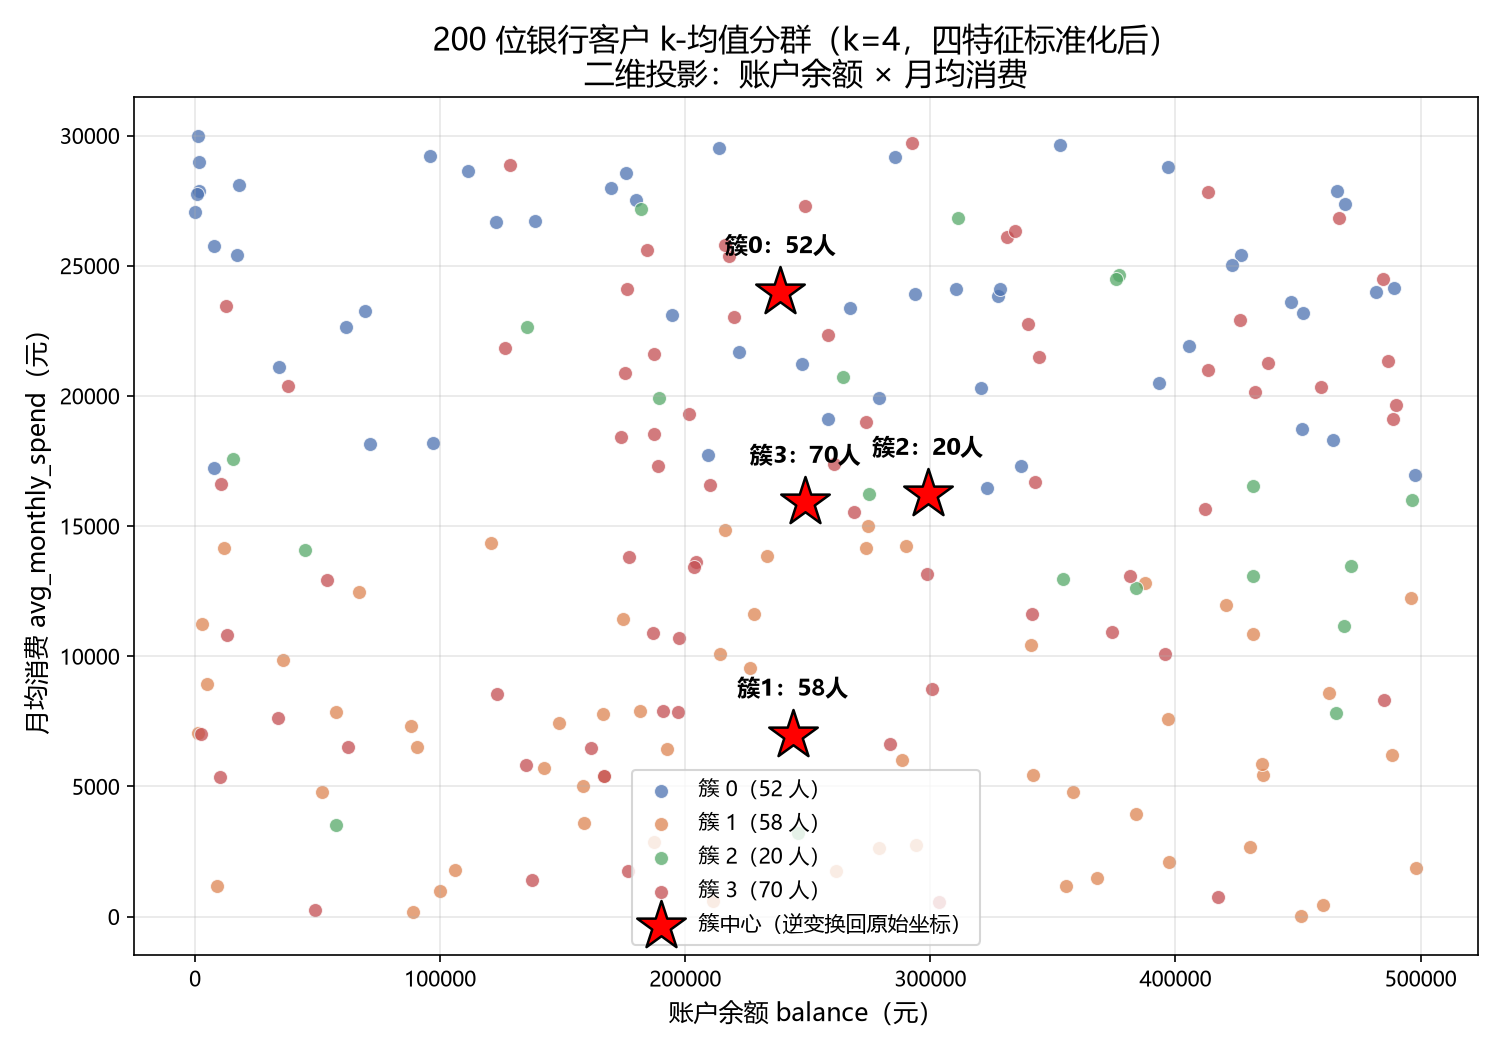 200 位银行客户 k-均值分群（k=4，四特征标准化后）
二维投影：账户余额 × 月均消费
月均消费 avg_monthly_spend（元）
30000
25000
20000
15000
10000
5000
0
簇0：52人
簇3：70人
簇2：20人
簇1：58人
簇 0（52 人）
簇 1（58 人）
簇 2（20 人）
簇 3（70 人）
簇中心（逆变换回原始坐标）
0
100000
200000
300000
400000
500000
账户余额 balance（元）